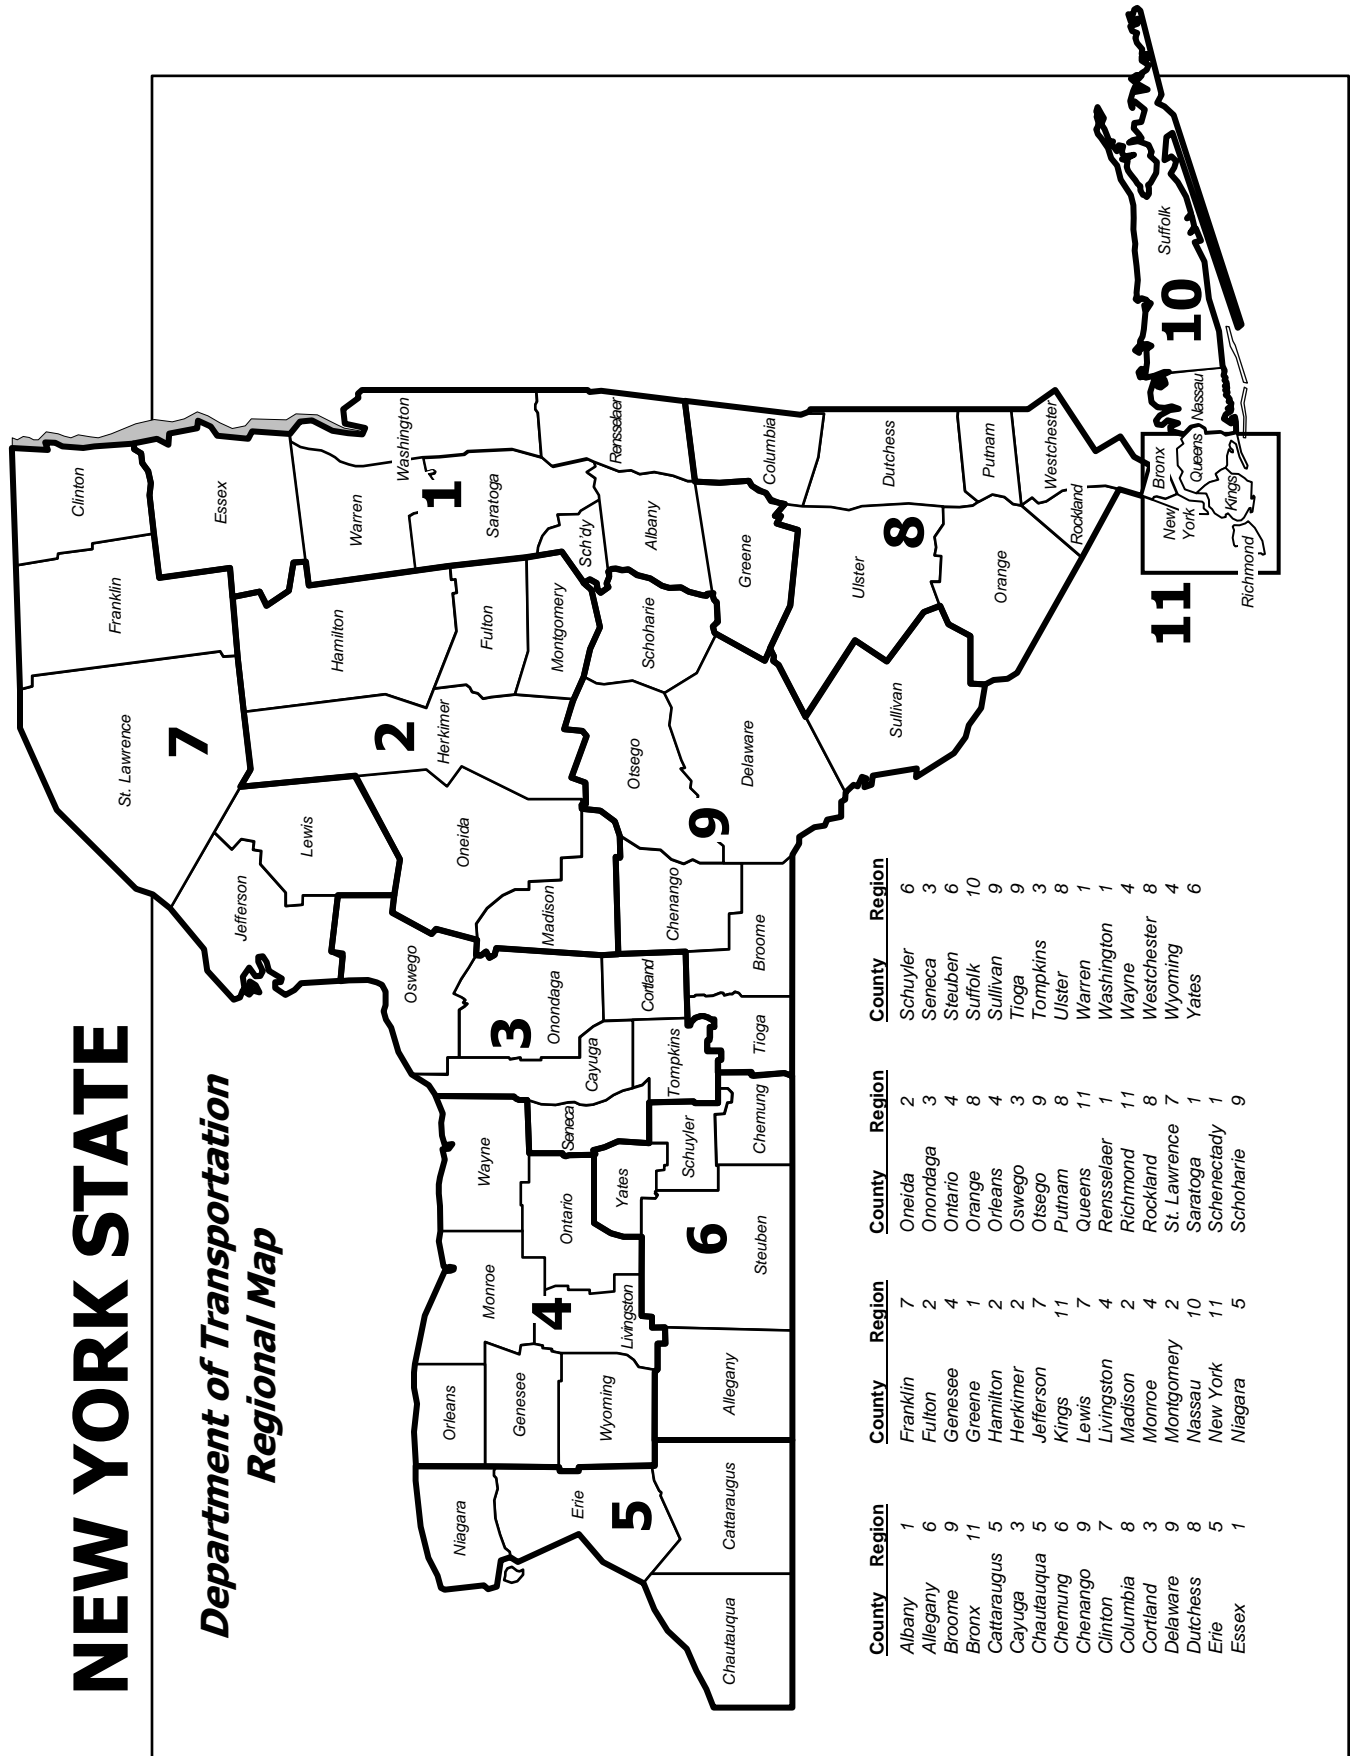 NEW YORK STATE
Department of Transportation
Regional Map
Clinton
Franklin
St. Lawrence
7
Essex
Jefferson
Lewis
Hamilton
Warren
Washington
1
2
Herkimer
Fulton
Saratoga
Oneida
Oswego
Montgomery
Sch'dy
Rensselaer
Madison
3
Onondaga
Cayuga
Seneca
Wayne
Monroe
Orleans
Niagara
Genesee
Ontario
4
Livingston
Wyoming
Erie
5
Yates
Albany
Schoharie
Otsego
Chenango
Cortland
Tompkins
Schuyler
6
9
Greene
Columbia
Delaware
Broome
Tioga
Chemung
Steuben
Allegany
Cattaraugus
Chautauqua
Ulster
8
Dutchess
Sullivan
Orange
Putnam
Rockland
Westchester
11
New
York
Bronx
Queens
Kings
Richmond
Nassau
10
Suffolk
County Region County Region County Region County Region
Albany 1 Franklin 7 Oneida 2 Schuyler 6
Allegany 6 Fulton 2 Onondaga 3 Seneca 3
Broome 9 Genesee 4 Ontario 4 Steuben 6
Bronx 11 Greene 1 Orange 8 Suffolk 10
Cattaraugus 5 Hamilton 2 Orleans 4 Sullivan 9
Cayuga 3 Herkimer 2 Oswego 3 Tioga 9
Chautauqua 5 Jefferson 7 Otsego 9 Tompkins 3
Chemung 6 Kings 11 Putnam 8 Ulster 8
Chenango 9 Lewis 7 Queens 11 Warren 1
Clinton 7 Livingston 4 Rensselaer 1 Washington 1
Columbia 8 Madison 2 Richmond 11 Wayne 4
Cortland 3 Monroe 4 Rockland 8 Westchester 8
Delaware 9 Montgomery 2 St. Lawrence 7 Wyoming 4
Dutchess 8 Nassau 10 Saratoga 1 Yates 6
Erie 5 New York 11 Schenectady 1
Essex 1 Niagara 5 Schoharie 9